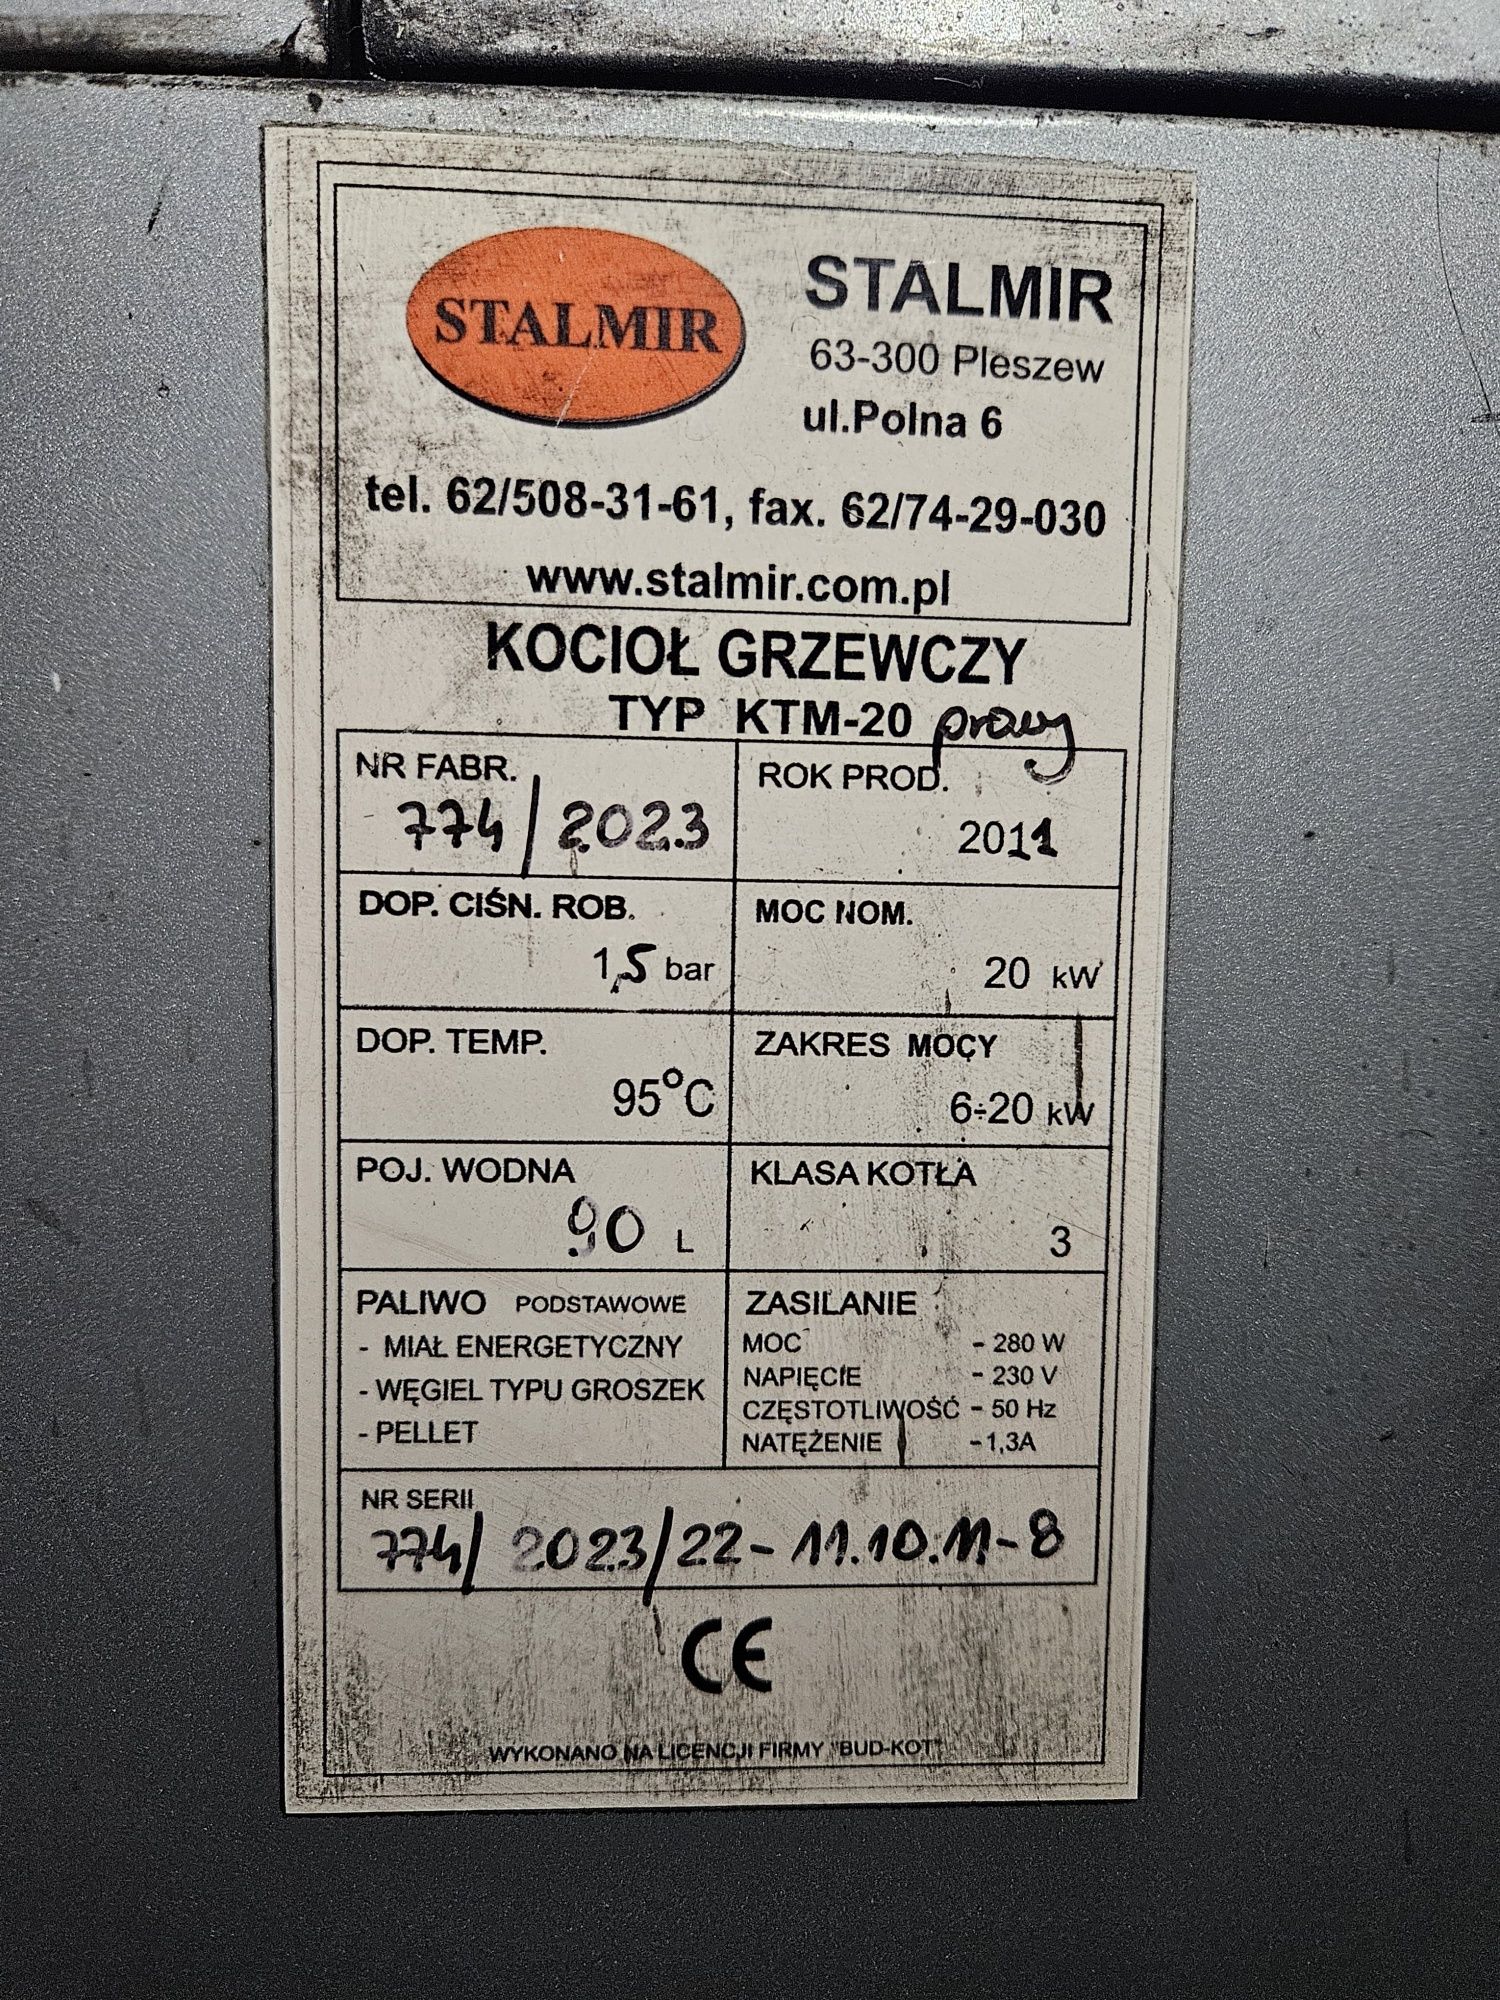 STALMIR
STALMIR
63-300 Pleszew
ul.Polna 6
tel. 62/508-31-61, fax. 62/74-29-030
www.stalmir.com.pl
KOCIOŁ GRZEWCZY
TYP KTM-20 prawy
NR FABR.
774/2023
ROK PROD.
2011
DOP. CIŚN. ROB.
1,5 bar
MOC NOM.
20 kW
DOP. TEMP.
95°C
ZAKRES MOCY
6÷20 kW
POJ. WODNA
90 L
KLASA KOTŁA
3
PALIWO PODSTAWOWE
- MIAŁ ENERGETYCZNY
- WĘGIEL TYPU GROSZEK
- PELLET
ZASILANIE
MOC - 280 W
NAPIĘCIE - 230 V
CZĘSTOTLIWOŚĆ - 50 Hz
NATĘŻENIE - 1,3A
NR SERII
774/2023/22-11.10.11-8
CE
WYKONANO NA LICENCJI FIRMY "BUD-KOT"